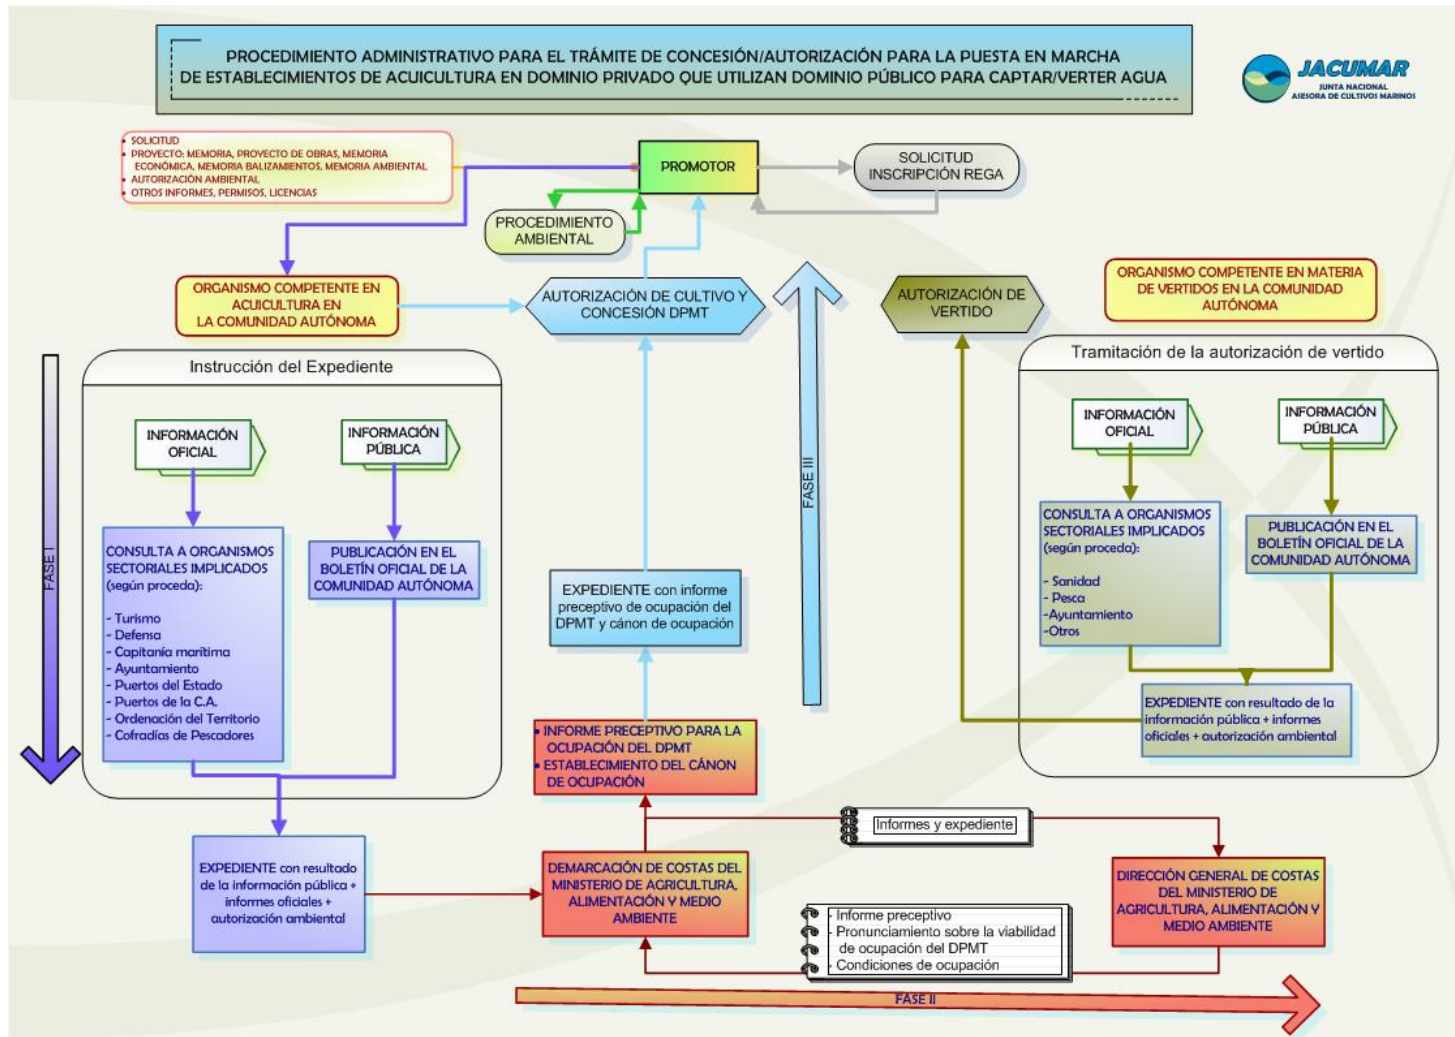 PROCEDIMIENTO ADMINISTRATIVO PARA EL TRÁMITE DE CONCESIÓN/AUTORIZACIÓN PARA LA PUESTA EN MARCHA
DE ESTABLECIMIENTOS DE ACUICULTURA EN DOMINIO PRIVADO QUE UTILIZAN DOMINIO PÚBLICO PARA CAPTAR/VERTER AGUA
JACUMAR
JUNTA NACIONAL
ASESORA DE CULTIVOS MARINOS
• SOLICITUD
• PROYECTO: MEMORIA, PROYECTO DE OBRAS, MEMORIA
ECONÓMICA, MEMORIA BALIZAMIENTOS, MEMORIA AMBIENTAL
• AUTORIZACIÓN AMBIENTAL
• OTROS INFORMES, PERMISOS, LICENCIAS
PROMOTOR
SOLICITUD
INSCRIPCIÓN REGA
PROCEDIMIENTO
AMBIENTAL
ORGANISMO COMPETENTE EN
ACUICULTURA EN
LA COMUNIDAD AUTÓNOMA
AUTORIZACIÓN DE CULTIVO Y
CONCESIÓN DPMT
AUTORIZACIÓN DE
VERTIDO
ORGANISMO COMPETENTE EN MATERIA
DE VERTIDOS EN LA COMUNIDAD
AUTÓNOMA
FASE I
Instrucción del Expediente
INFORMACIÓN
OFICIAL
INFORMACIÓN
PÚBLICA
CONSULTA A ORGANISMOS
SECTORIALES IMPLICADOS
(según proceda):
- Turismo
- Defensa
- Capitanía marítima
- Ayuntamiento
- Puertos del Estado
- Puertos de la C.A.
- Ordenación del Territorio
- Cofradías de Pescadores
PUBLICACIÓN EN EL
BOLETÍN OFICIAL DE LA
COMUNIDAD AUTÓNOMA
EXPEDIENTE con resultado
de la información pública +
informes oficiales +
autorización ambiental
FASE III
EXPEDIENTE con informe
preceptivo de ocupación del
DPMT y cánon de ocupación
• INFORME PRECEPTIVO PARA LA
OCUPACIÓN DEL DPMT
• ESTABLECIMIENTO DEL CÁNON
DE OCUPACIÓN
DEMARCACIÓN DE COSTAS DEL
MINISTERIO DE AGRICULTURA,
ALIMENTACIÓN Y MEDIO
AMBIENTE
Tramitación de la autorización de vertido
INFORMACIÓN
OFICIAL
INFORMACIÓN
PÚBLICA
CONSULTA A ORGANISMOS
SECTORIALES IMPLICADOS
(según proceda):
- Sanidad
- Pesca
-Ayuntamiento
-Otros
PUBLICACIÓN EN EL
BOLETÍN OFICIAL DE LA
COMUNIDAD AUTÓNOMA
EXPEDIENTE con resultado de la
información pública + informes
oficiales + autorización ambiental
Informes y expediente
DIRECCIÓN GENERAL DE COSTAS
DEL MINISTERIO DE
AGRICULTURA, ALIMENTACIÓN Y
MEDIO AMBIENTE
- Informe preceptivo
- Pronunciamiento sobre la viabilidad
de ocupación del DPMT
- Condiciones de ocupación
FASE II